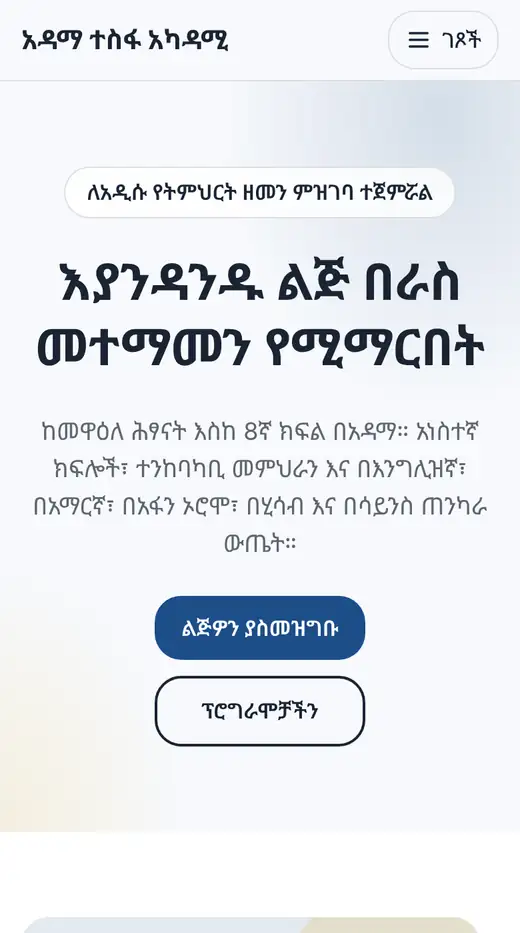 አዳማ ተስፋ አካዳሚ
ገጾች
ለአዲሱ የትምህርት ዘመን ምዝገባ ተጀምሯል
እያንዳንዱ ልጅ በራስ
መተማመን የሚማርበት
ከመዋዕለ ሕፃናት እስከ 8ኛ ክፍል በአዳማ። አነስተኛ
ክፍሎች፣ ተንከባካቢ መምህራን እና በእንግሊዝኛ፣
በአማርኛ፣ በአፋን ኦሮሞ፣ በሂሳብ እና በሳይንስ ጠንካራ
ውጤት።
ልጅዎን ያስመዝግቡ
ፕሮግራሞቻችን